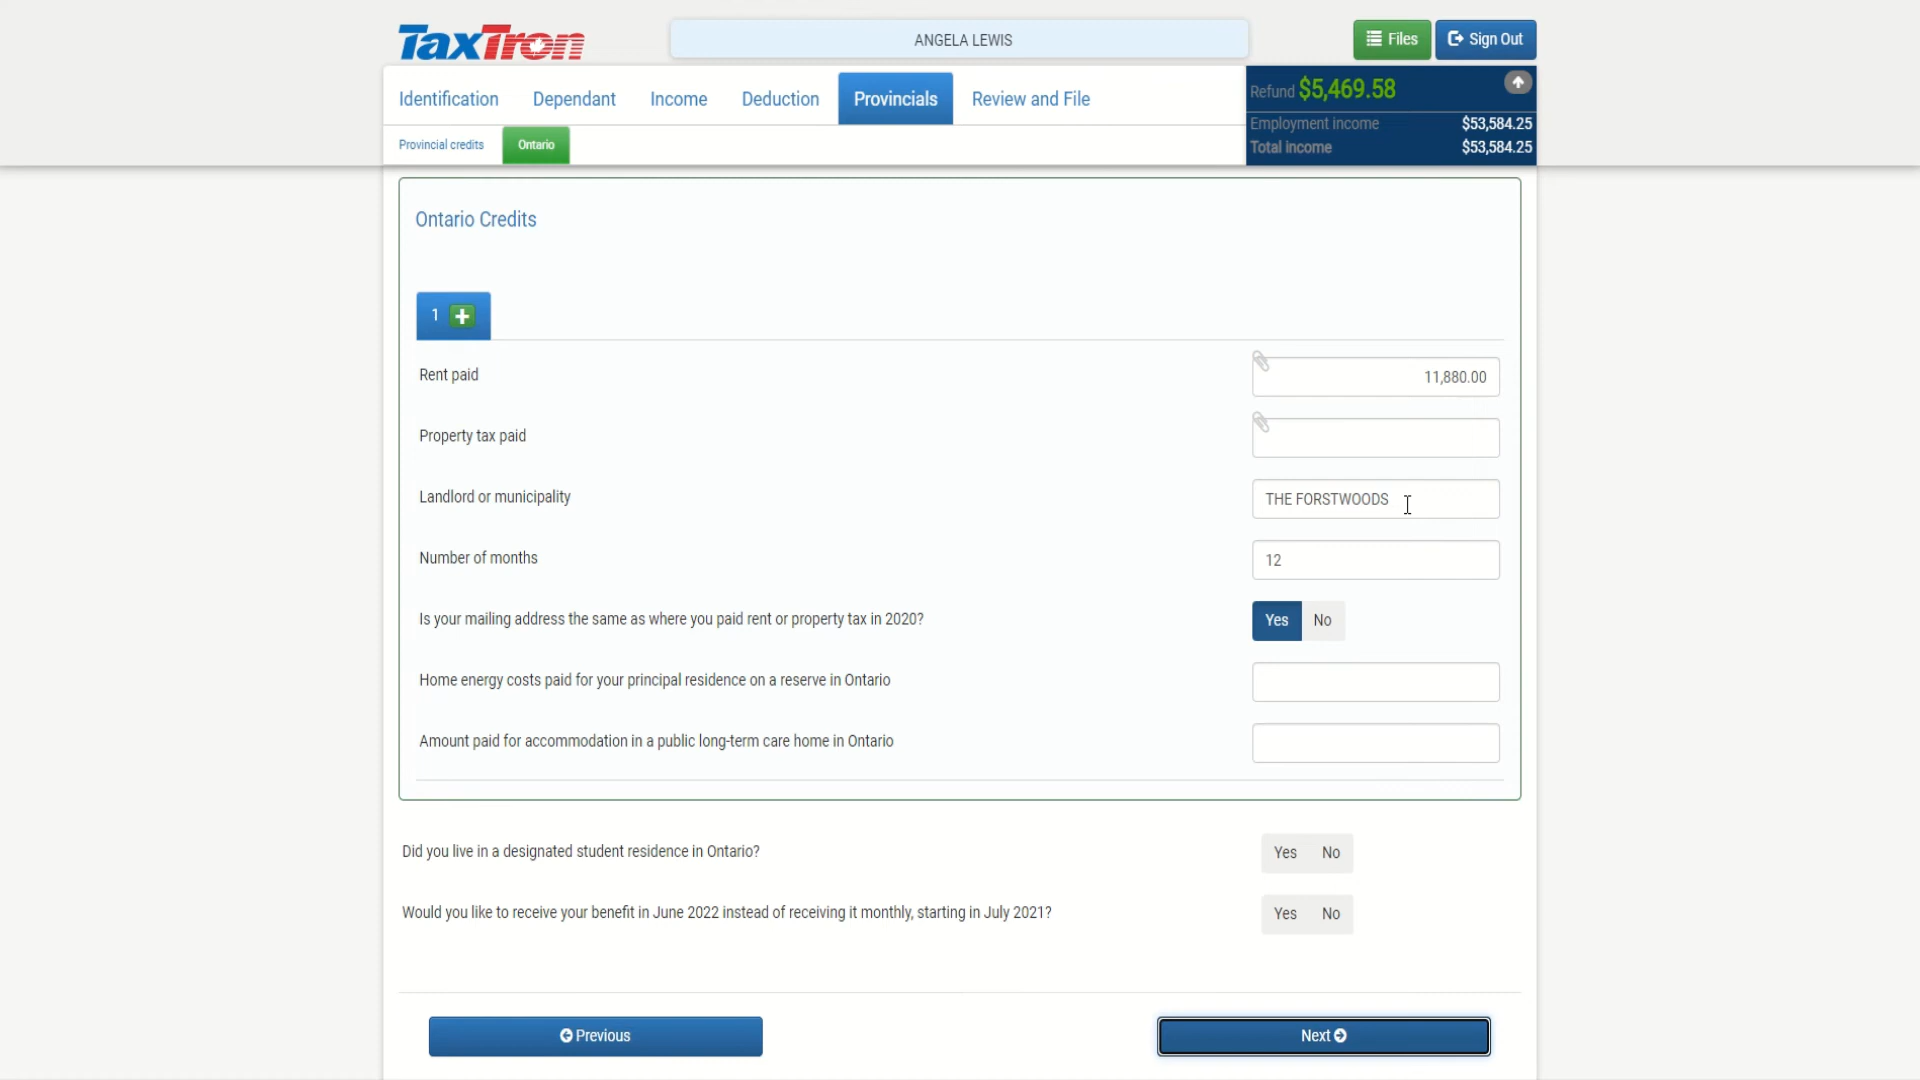 TaxTron
ANGELA LEWIS
Files
Sign Out
Identification
Dependant
Income
Deduction
Provincials
Review and File
Refund $5,469.58
Employment income $53,584.25
Total income $53,584.25
Provincial credits
Ontario
Ontario Credits
1
Rent paid 11,880.00
Property tax paid
Landlord or municipality THE FORSTWOODS
Number of months 12
Is your mailing address the same as where you paid rent or property tax in 2020? Yes No
Home energy costs paid for your principal residence on a reserve in Ontario
Amount paid for accommodation in a public long-term care home in Ontario
Did you live in a designated student residence in Ontario? Yes No
Would you like to receive your benefit in June 2022 instead of receiving it monthly, starting in July 2021? Yes No
Previous
Next